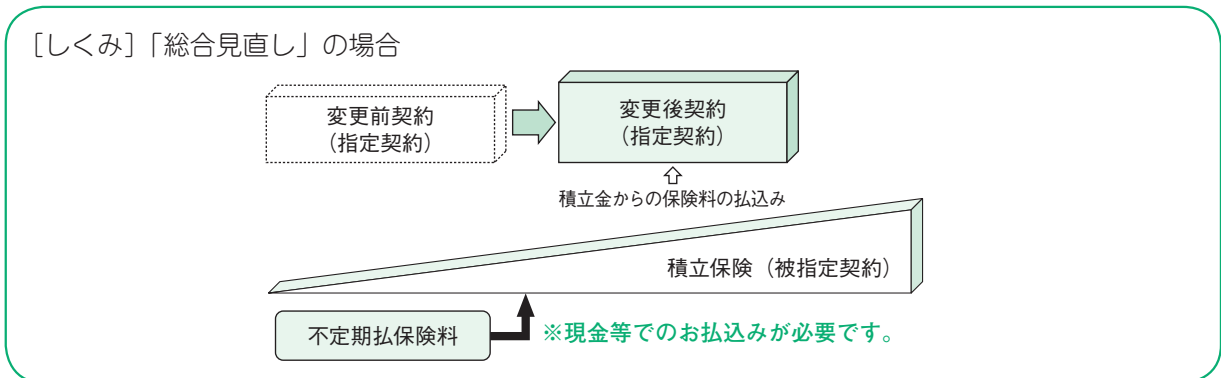 ［しくみ］「総合見直し」の場合
変更前契約
（指定契約）
変更後契約
（指定契約）
積立金からの保険料の払込み
積立保険（被指定契約）
不定期払保険料
※現金等でのお払込みが必要です。